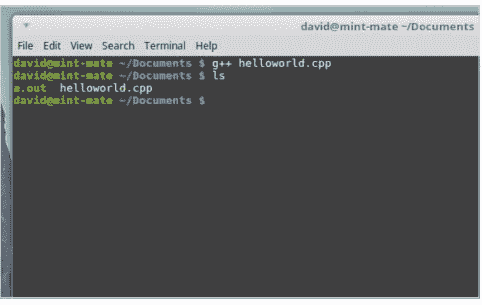 david@mint-mate ~/Documents
File Edit View Search Terminal Help
david@mint-mate ~/Documents $ g++ helloworld.cpp
david@mint-mate ~/Documents $ ls
a.out helloworld.cpp
david@mint-mate ~/Documents $